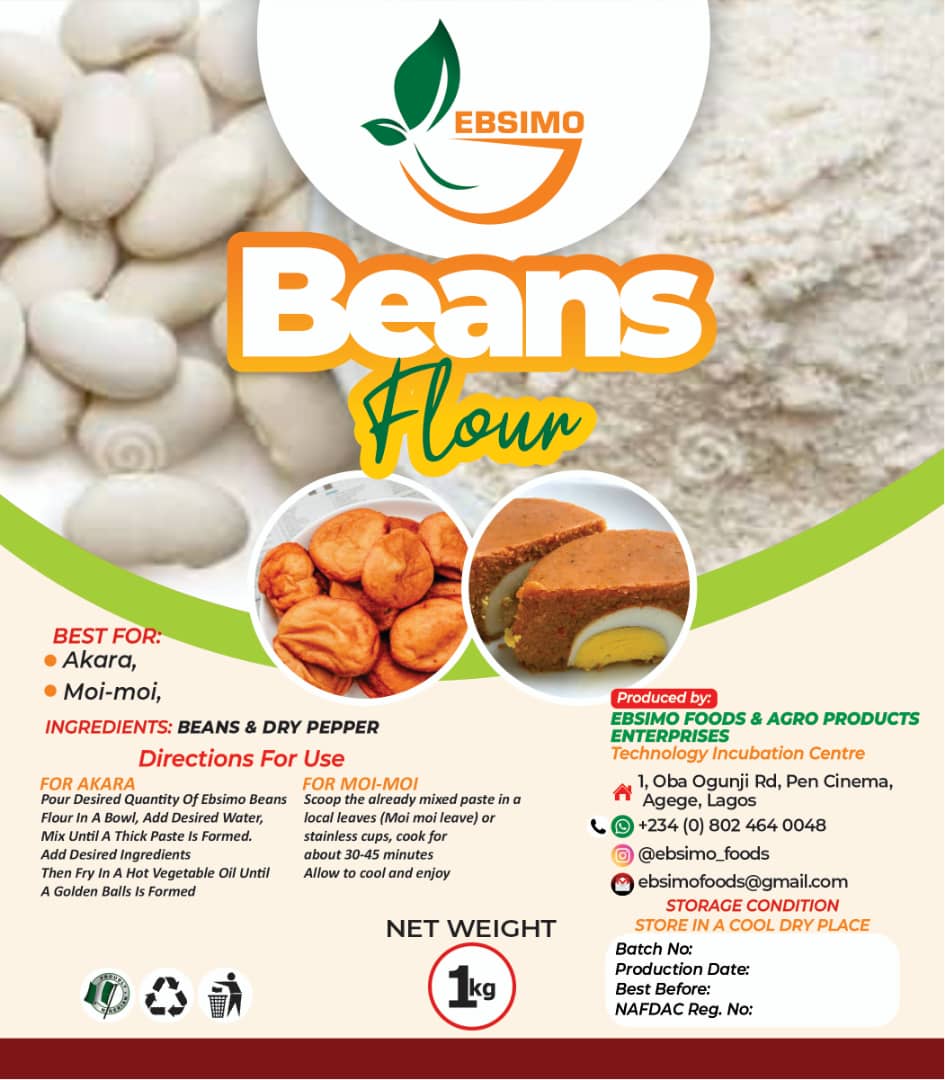 EBSIMO
Beans
Flour
BEST FOR:
Akara,
Moi-moi,
INGREDIENTS: BEANS & DRY PEPPER
Directions For Use
FOR AKARA
Pour Desired Quantity Of Ebsimo Beans
Flour In A Bowl, Add Desired Water,
Mix Until A Thick Paste Is Formed.
Add Desired Ingredients
Then Fry In A Hot Vegetable Oil Until
A Golden Balls Is Formed
FOR MOI-MOI
Scoop the already mixed paste in a
local leaves (Moi moi leave) or
stainless cups, cook for
about 30-45 minutes
Allow to cool and enjoy
Produced by:
EBSIMO FOODS & AGRO PRODUCTS
ENTERPRISES
Technology Incubation Centre
1, Oba Ogunji Rd, Pen Cinema,
Agege, Lagos
+234 (0) 802 464 0048
@ebsimo_foods
ebsimofoods@gmail.com
STORAGE CONDITION
STORE IN A COOL DRY PLACE
Batch No:
Production Date:
Best Before:
NAFDAC Reg. No:
NET WEIGHT
1kg